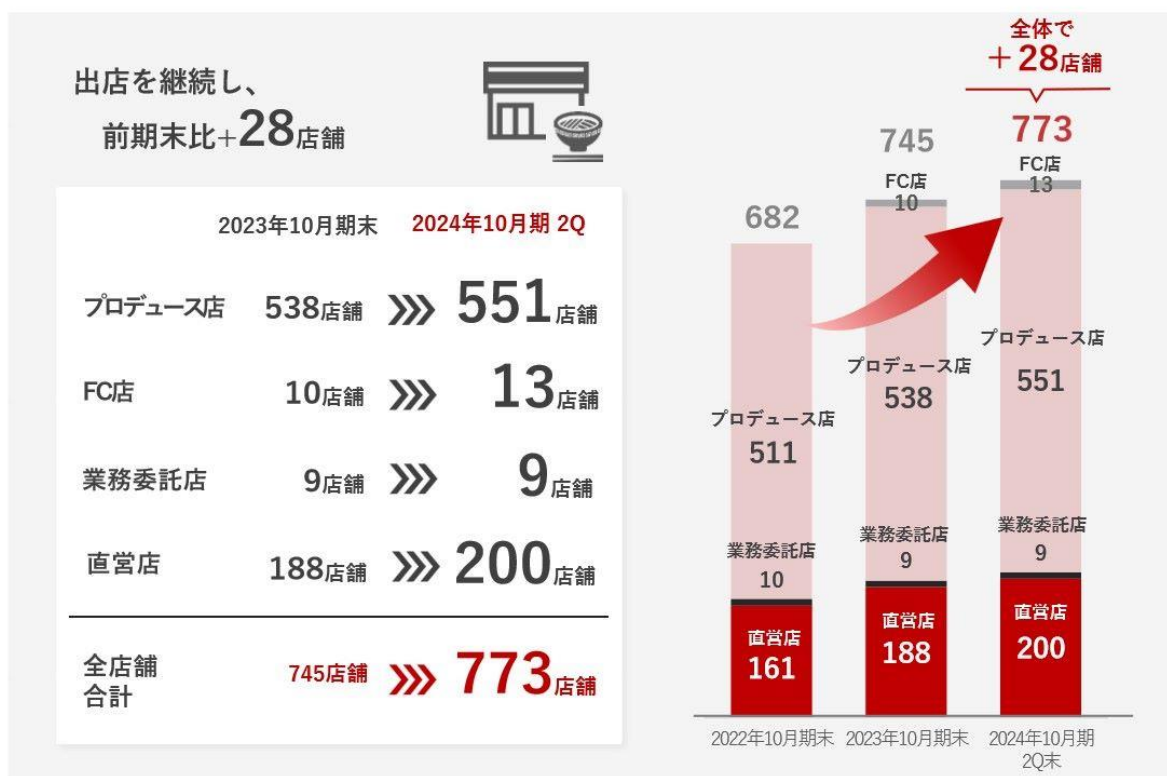 出店を継続し、
前期末比+28店舗
2023年10月期末 2024年10月期 2Q
プロデュース店 538店舗 551店舗
FC店 10店舗 13店舗
業務委託店 9店舗 9店舗
直営店 188店舗 200店舗
全店舗
合計
745店舗 773店舗
全体で
+28店舗
682
プロデュース店
511
業務委託店
10
直営店
161
2022年10月期末
745
FC店
10
プロデュース店
538
業務委託店
9
直営店
188
2023年10月期末
773
FC店
13
プロデュース店
551
業務委託店
9
直営店
200
2024年10月期
2Q末